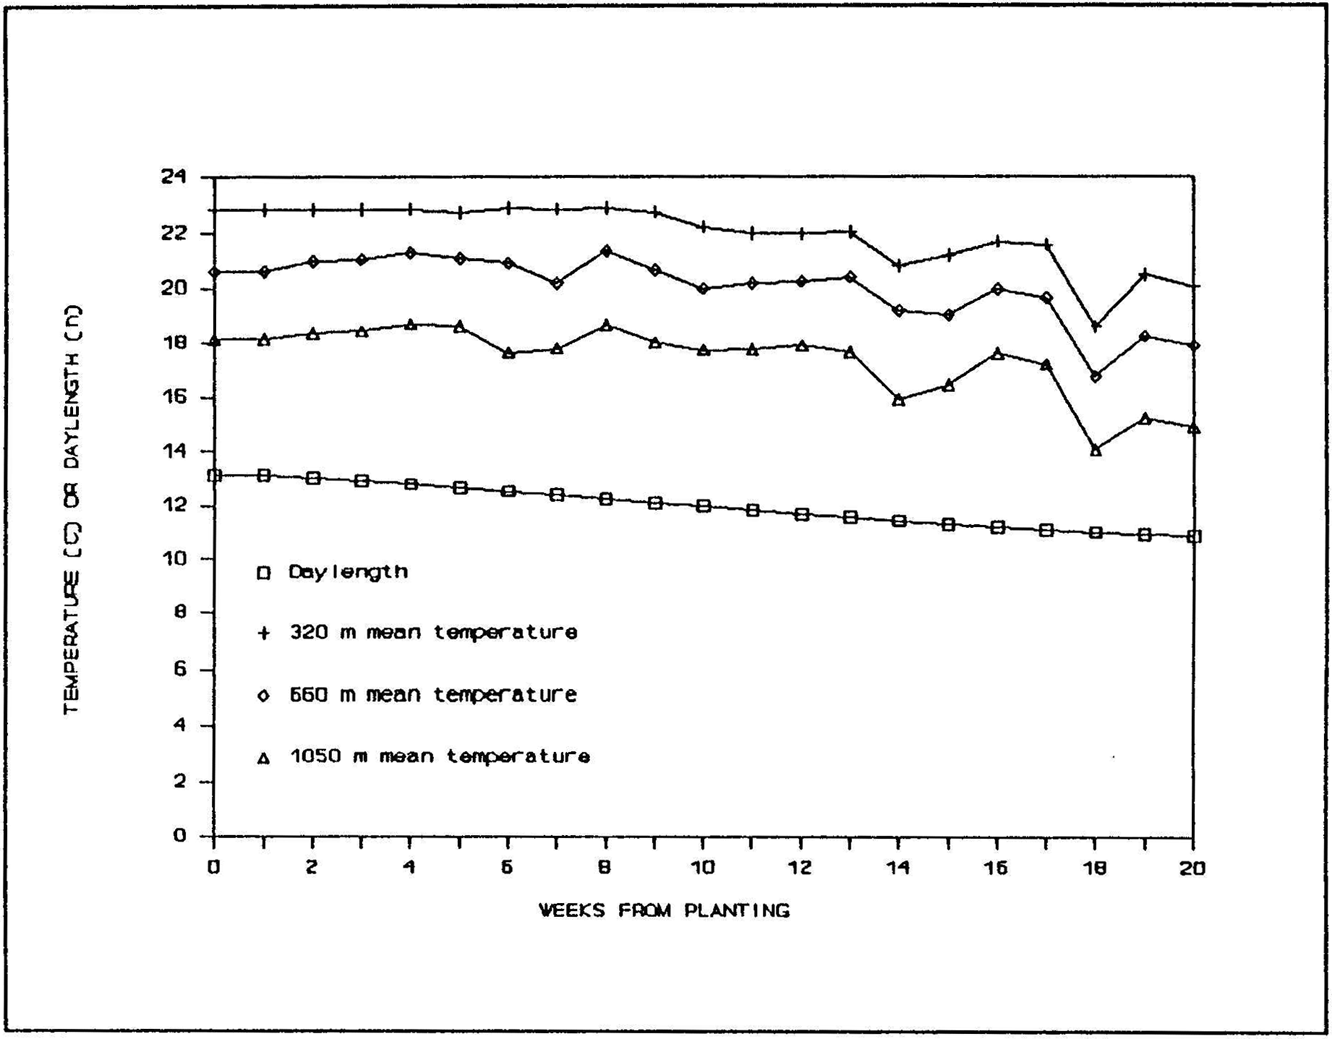 24
22
20
18
16
14
12
10
8
6
4
2
0
TEMPERATURE (C) OR DAYLENGTH (h)
Daylength
320 m mean temperature
660 m mean temperature
1050 m mean temperature
0 2 4 6 8 10 12 14 16 18 20
WEEKS FROM PLANTING